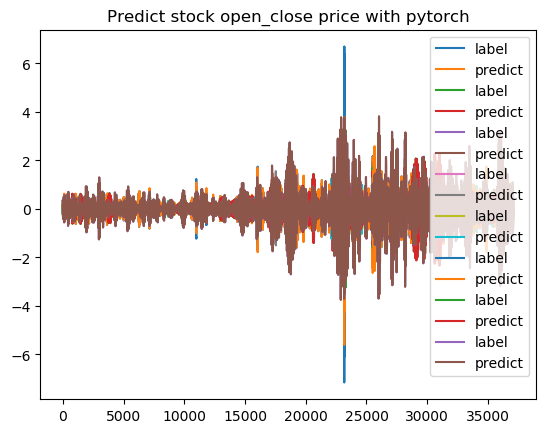 Predict stock open_close price with pytorch
6
4
2
0
−2
−4
−6
0
5000
10000
15000
20000
25000
30000
35000
label
predict
label
predict
label
predict
label
predict
label
predict
label
predict
label
predict
label
predict